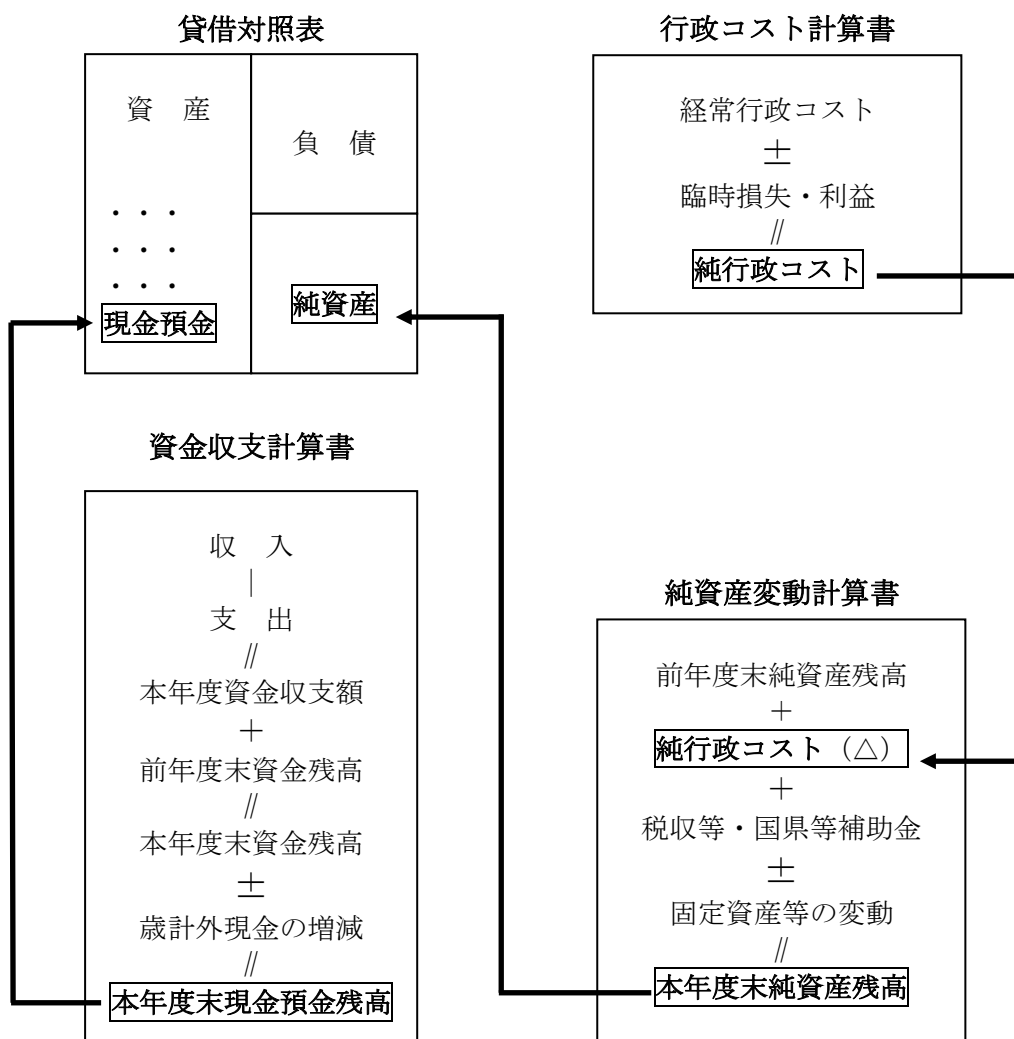 貸借対照表
資　産
・・・
・・・
・・・
現金預金
負　債
純資産
行政コスト計算書
経常行政コスト
±
臨時損失・利益
//
純行政コスト
資金収支計算書
収　入
｜
支　出
//
本年度資金収支額
＋
前年度末資金残高
//
本年度末資金残高
±
歳計外現金の増減
//
本年度末現金預金残高
純資産変動計算書
前年度末純資産残高
＋
純行政コスト（△）
＋
税収等・国県等補助金
±
固定資産等の変動
//
本年度末純資産残高